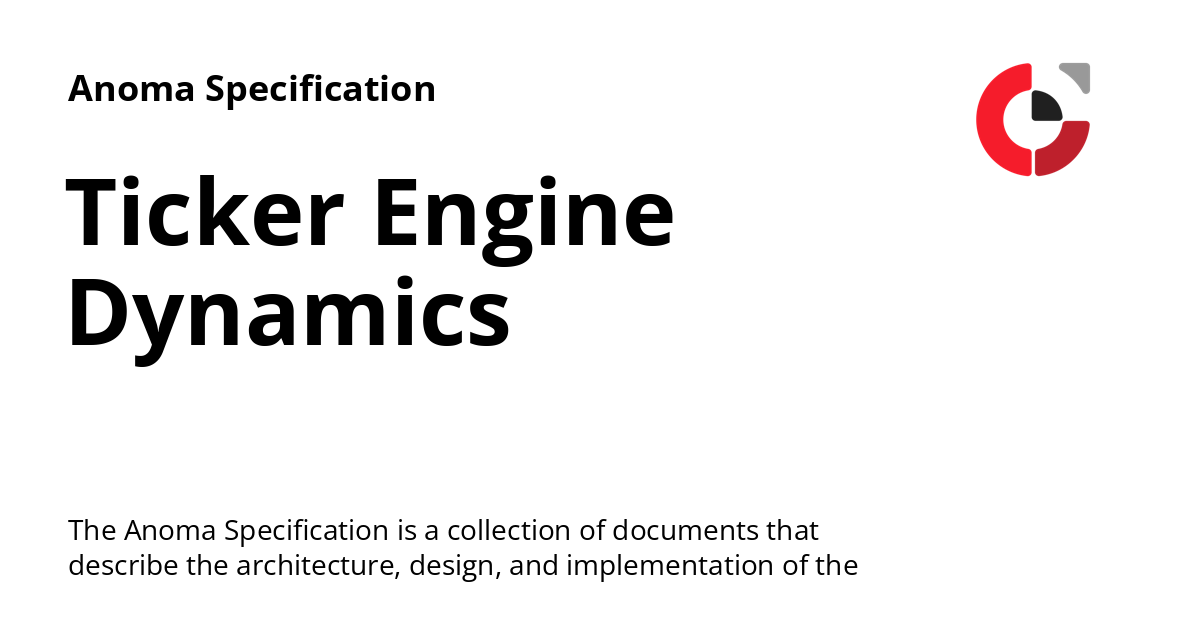 Anoma Specification
Ticker Engine
Dynamics
The Anoma Specification is a collection of documents that
describe the architecture, design, and implementation of the